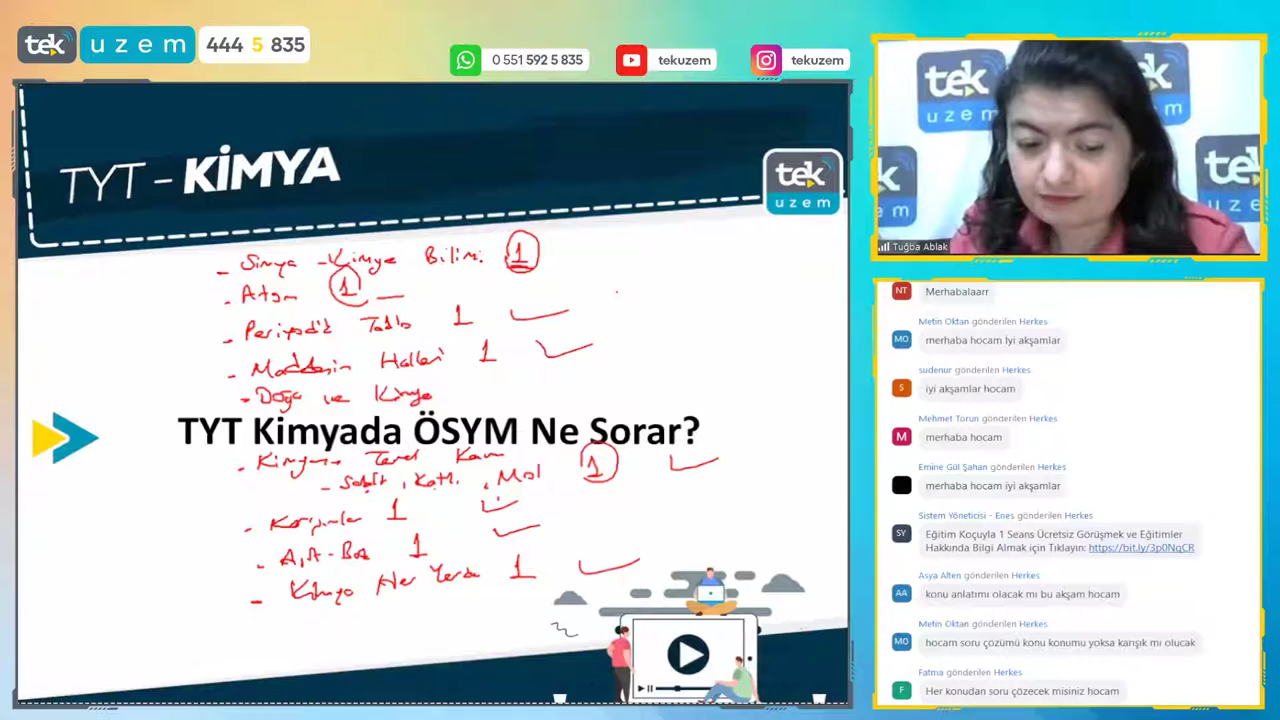 tek uzem 444 5 835
0 551 592 5 835
tekuzem
tekuzem
TYT - KİMYA
tek
uzem
- Simya - Kimya Bilimi 1
- Atom 1
- Periyodik Tablo 1
- Maddenin Halleri 1
- Doğa ve Kimya
TYT Kimyada ÖSYM Ne Sorar?
- Kimyanın Temel Kan
- Sabit, Katlı, Mol 1
- Karışımlar 1
- Asit - Baz 1
- Kimya Her Yerde 1
tek
uzem
tek
uzem
Tuğba Ablak
NT
Merhabalaarr
Metin Oktan gönderilen Herkes
MO
merhaba hocam İyi akşamlar
sudenur gönderilen Herkes
S
iyi akşamlar hocam
Mehmet Torun gönderilen Herkes
M
merhaba hocam
Emine Gül Şahan gönderilen Herkes
merhaba hocam iyi akşamlar
Sistem Yöneticisi - Enes gönderilen Herkes
SY
Eğitim Koçuyla 1 Seans Ücretsiz Görüşmek ve Eğitimler
Hakkında Bilgi Almak için Tıklayın: https://bit.ly/3p0NqCR
Asya Alten gönderilen Herkes
AA
konu anlatımı olacak mı bu akşam hocam
Metin Oktan gönderilen Herkes
MO
hocam soru çözümü konu konumu yoksa karışık mı olucak
Fatma gönderilen Herkes
F
Her konudan soru çözecek misiniz hocam